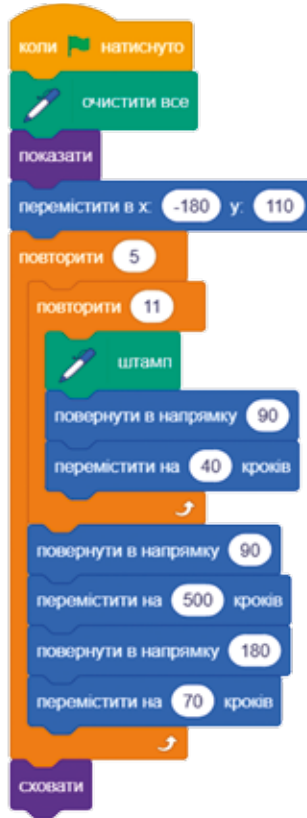 коли натиснуто
очистити все
показати
перемістити в x: -180 y: 110
повторити 5
повторити 11
штамп
повернути в напрямку 90
перемістити на 40 кроків
повернути в напрямку 90
перемістити на 500 кроків
повернути в напрямку 180
перемістити на 70 кроків
сховати